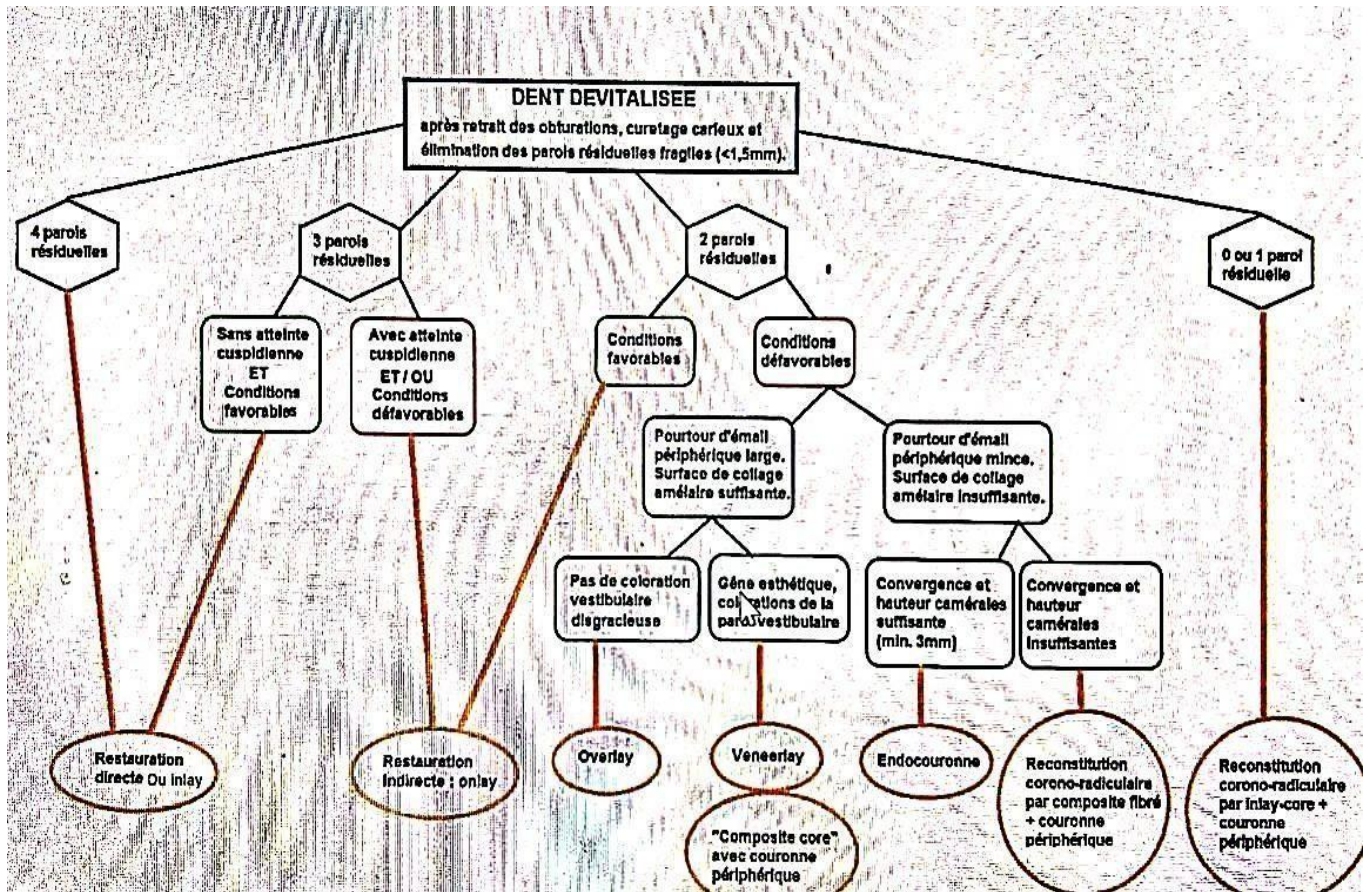 DENT DEVITALISEE
après retrait des obturations, curetage carieux et
élimination des parois résiduelles fragiles (<1,5mm).
4 parois
résiduelles
3 parois
résiduelles
2 parois
résiduelles
0 ou 1 paroi
résiduelle
Sans atteinte
cuspidienne
ET
Conditions
favorables
Avec atteinte
cuspidienne
ET / OU
Conditions
défavorables
Conditions
favorables
Conditions
défavorables
Pourtour d'émail
périphérique large.
Surface de collage
amélaire suffisante.
Pourtour d'émail
périphérique mince.
Surface de collage
amélaire insuffisante.
Pas de coloration
vestibulaire
disgracieuse
Gêne esthétique,
colorations de la
paroi vestibulaire
Convergence et
hauteur camérales
suffisante
(min. 3mm)
Convergence et
hauteur
camérales
insuffisantes
Restauration
directe Ou inlay
Restauration
indirecte : onlay
Overlay
Veneerlay
Endocouronne
Reconstitution
corono-radiculaire
par composite fibré
+ couronne
périphérique
Reconstitution
corono-radiculaire
par inlay-core +
couronne
périphérique
"Composite core"
avec couronne
périphérique